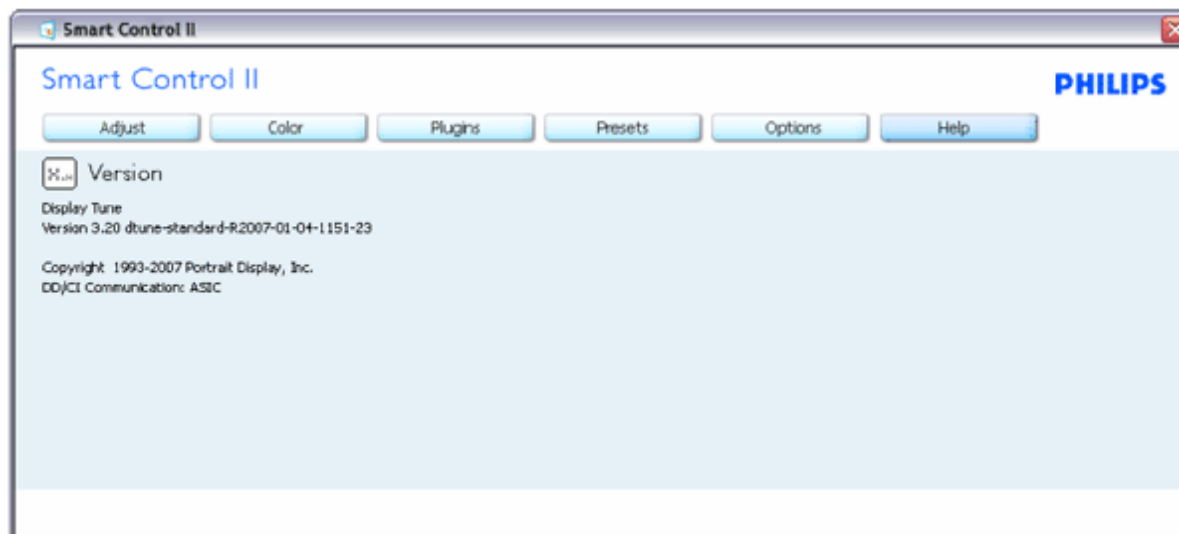 Smart Control II
Smart Control II
PHILIPS
Adjust Color Plugins Presets Options Help
Version
Display Tune
Version 3.20 dtune-standard-R2007-01-04-1151-23
Copyright 1993-2007 Portrait Display, Inc.
DD/CI Communication: ASIC